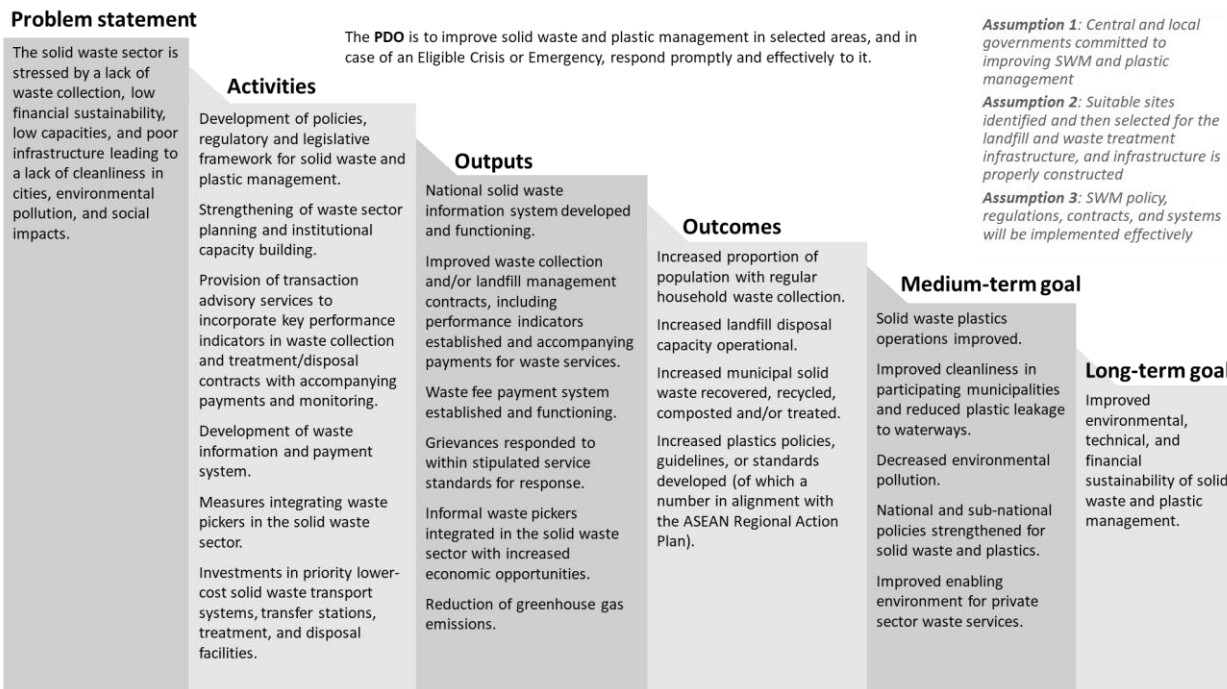 Problem statement
The solid waste sector is
stressed by a lack of
waste collection, low
financial sustainability,
low capacities, and poor
infrastructure leading to
a lack of cleanliness in
cities, environmental
pollution, and social
impacts.
The PDO is to improve solid waste and plastic management in selected areas, and in
case of an Eligible Crisis or Emergency, respond promptly and effectively to it.
Assumption 1: Central and local
governments committed to
improving SWM and plastic
management
Assumption 2: Suitable sites
identified and then selected for the
landfill and waste treatment
infrastructure, and infrastructure is
properly constructed
Assumption 3: SWM policy,
regulations, contracts, and systems
will be implemented effectively
Activities
Development of policies,
regulatory and legislative
framework for solid waste and
plastic management.
Strengthening of waste sector
planning and institutional
capacity building.
Provision of transaction
advisory services to
incorporate key performance
indicators in waste collection
and treatment/disposal
contracts with accompanying
payments and monitoring.
Development of waste
information and payment
system.
Measures integrating waste
pickers in the solid waste
sector.
Investments in priority lower-
cost solid waste transport
systems, transfer stations,
treatment, and disposal
facilities.
Outputs
National solid waste
information system developed
and functioning.
Improved waste collection
and/or landfill management
contracts, including
performance indicators
established and accompanying
payments for waste services.
Waste fee payment system
established and functioning.
Grievances responded to
within stipulated service
standards for response.
Informal waste pickers
integrated in the solid waste
sector with increased
economic opportunities.
Reduction of greenhouse gas
emissions.
Outcomes
Increased proportion of
population with regular
household waste collection.
Increased landfill disposal
capacity operational.
Increased municipal solid
waste recovered, recycled,
composted and/or treated.
Increased plastics policies,
guidelines, or standards
developed (of which a
number in alignment with
the ASEAN Regional Action
Plan).
Medium-term goal
Solid waste plastics
operations improved.
Improved cleanliness in
participating municipalities
and reduced plastic leakage
to waterways.
Decreased environmental
pollution.
National and sub-national
policies strengthened for
solid waste and plastics.
Improved enabling
environment for private
sector waste services.
Long-term goal
Improved
environmental,
technical, and
financial
sustainability of solid
waste and plastic
management.